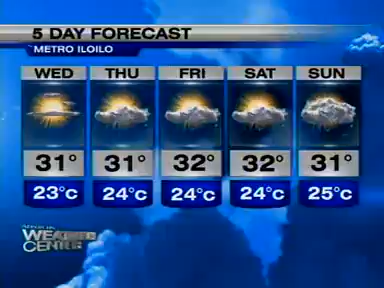 5 DAY FORECAST
METRO ILOILO
WED THU FRI SAT SUN
31° 31° 32° 32° 31°
23°C 24°C 24°C 24°C 25°C
WEATHER
CENTRE